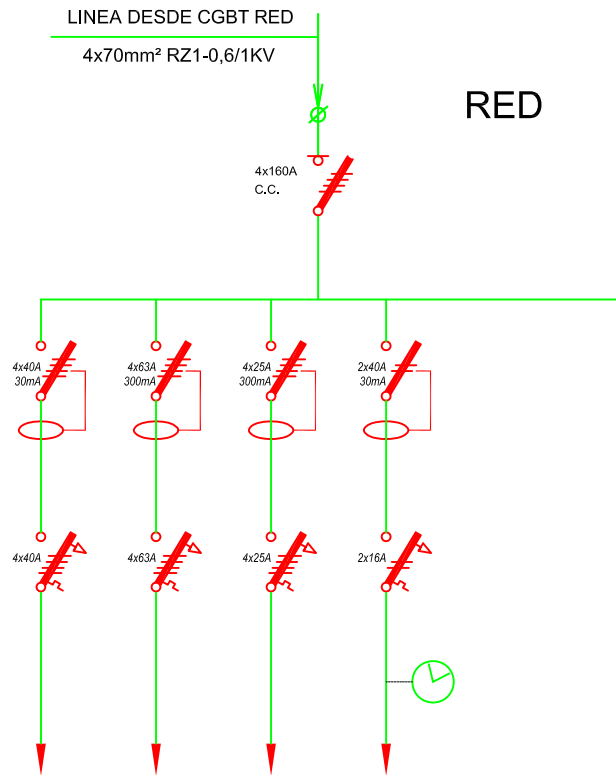 LINEA DESDE CGBT RED
4x70mm² RZ1-0,6/1KV
RED
4x160A
C.C.
4x40A
30mA
4x63A
300mA
4x25A
300mA
2x40A
30mA
4x40A
4x63A
4x25A
2x16A